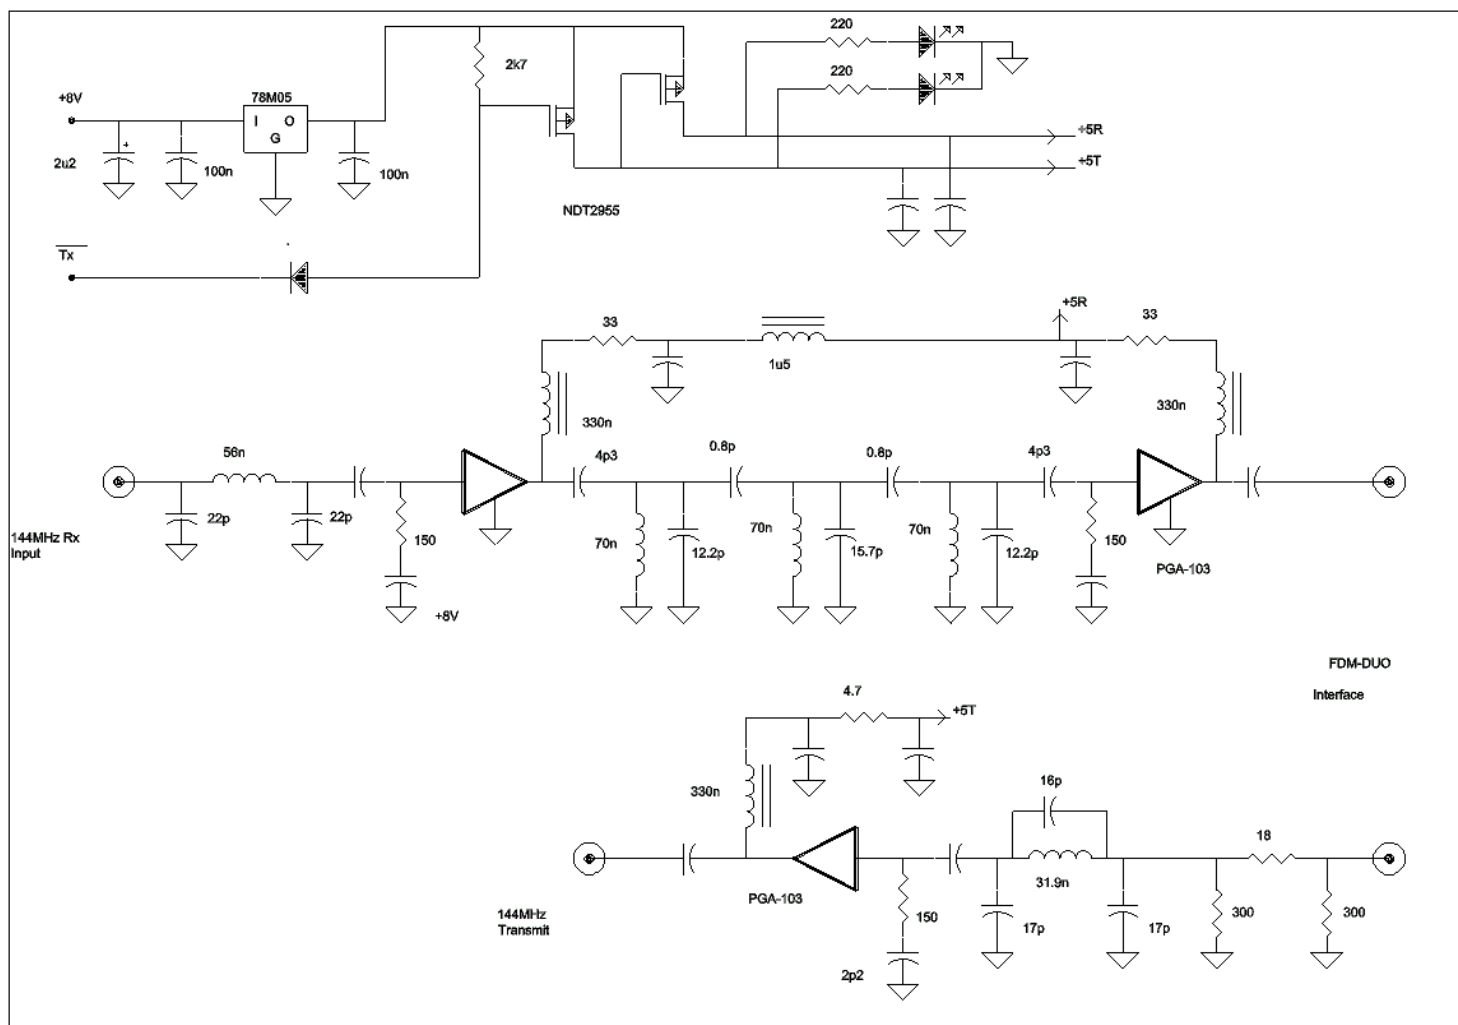 220
2k7
220
+8V
78M05
I O
G
+5R
+5T
2u2
100n
100n
NDT2955
Tx
33
+5R
33
1u5
330n
330n
56n
4p3
0.8p
0.8p
4p3
22p
22p
150
70n
12.2p
70n
15.7p
70n
12.2p
150
144MHz Rx
Input
PGA-103
+8V
FDM-DUO
Interface
4.7
+5T
330n
16p
18
31.9n
PGA-103
150
17p
17p
300
300
144MHz
Transmit
2p2